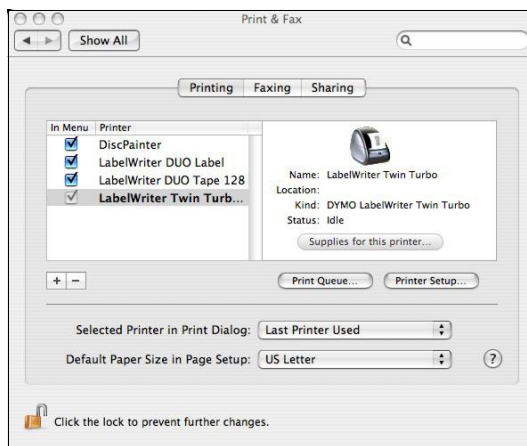 Print & Fax
Show All
Printing Faxing Sharing
In Menu Printer
DiscPainter
LabelWriter DUO Label
LabelWriter DUO Tape 128
LabelWriter Twin Turb...
Name: LabelWriter Twin Turbo
Location:
Kind: DYMO LabelWriter Twin Turbo
Status: Idle
Supplies for this printer...
+ −
Print Queue... Printer Setup...
Selected Printer in Print Dialog: Last Printer Used
Default Paper Size in Page Setup: US Letter ?
Click the lock to prevent further changes.